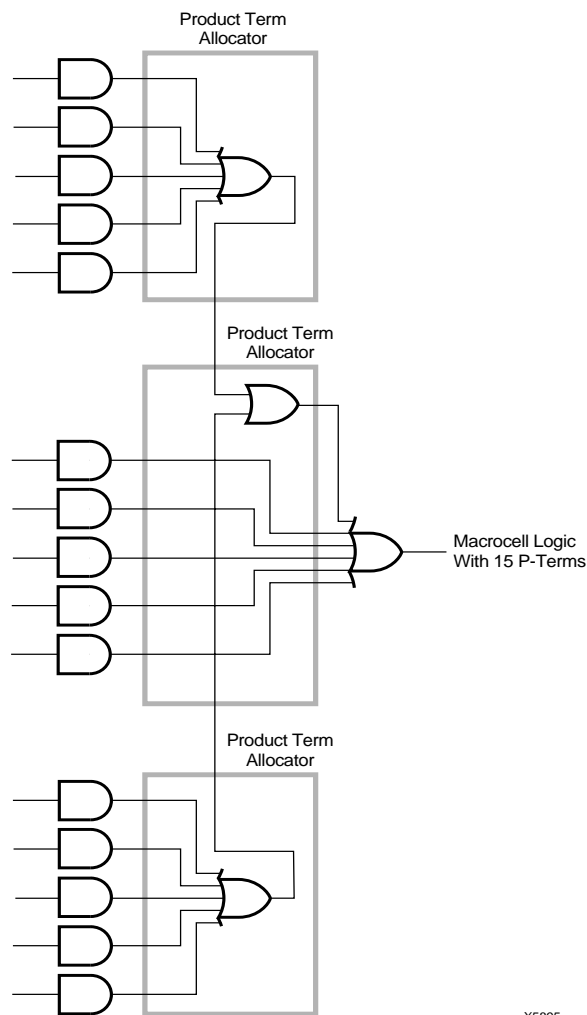 Product Term
Allocator
Product Term
Allocator
Macrocell Logic
With 15 P-Terms
Product Term
Allocator